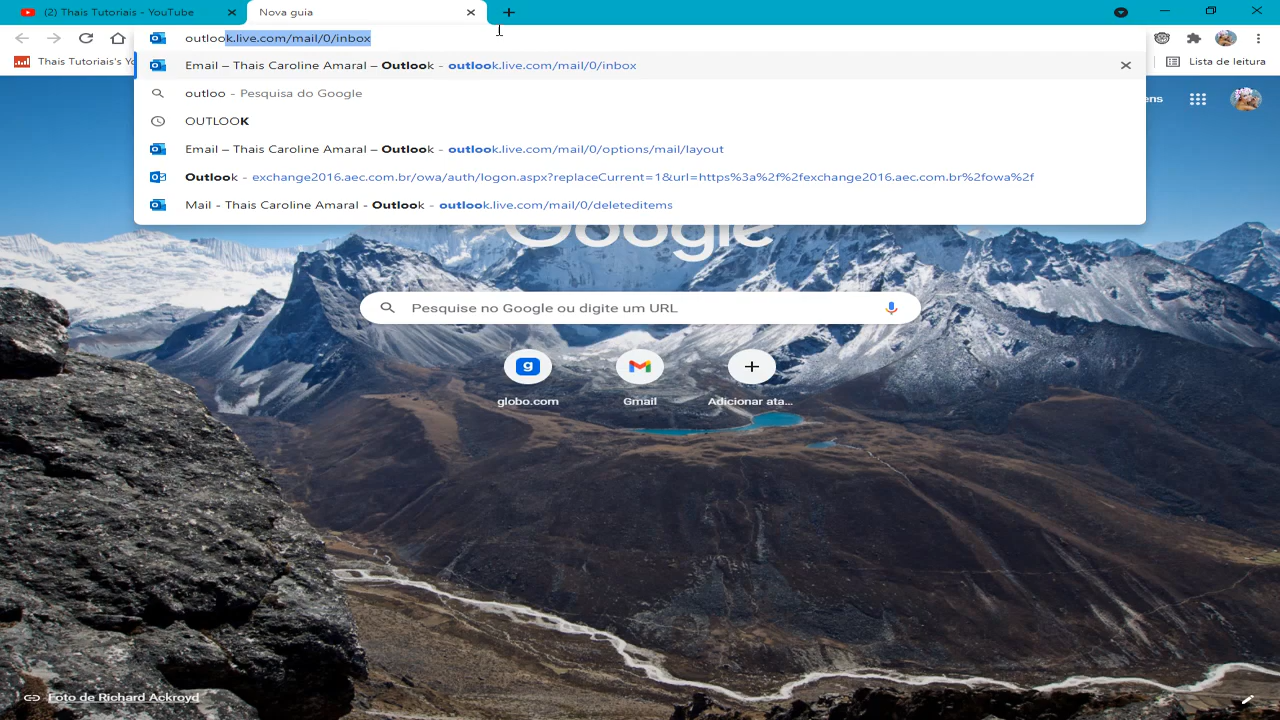 (2) Thais Tutoriais - YouTube
Nova guia
outlook.live.com/mail/0/inbox
Thais Tutoriais's Yo
Lista de leitura
Email – Thais Caroline Amaral – Outlook - outlook.live.com/mail/0/inbox
outloo - Pesquisa do Google
ens
OUTLOOK
Email – Thais Caroline Amaral – Outlook - outlook.live.com/mail/0/options/mail/layout
Outlook - exchange2016.aec.com.br/owa/auth/logon.aspx?replaceCurrent=1&url=https%3a%2f%2fexchange2016.aec.com.br%2fowa%2f
Mail - Thais Caroline Amaral - Outlook - outlook.live.com/mail/0/deleteditems
Google
Pesquise no Google ou digite um URL
g
globo.com
Gmail
Adicionar ata...
Foto de Richard Ackroyd